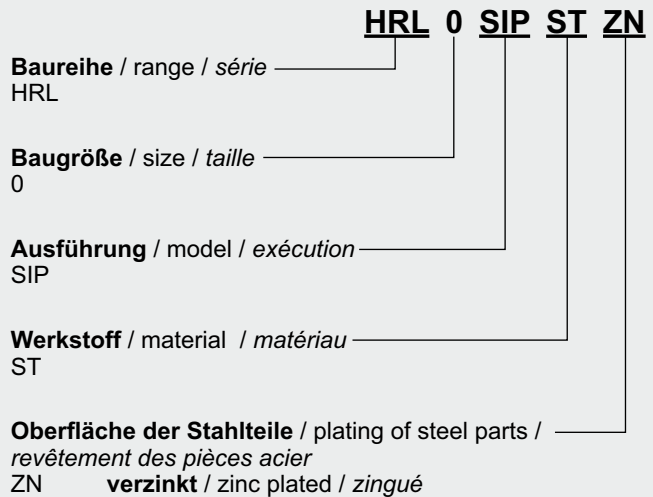 HRL 0 SIP ST ZN
Baureihe / range / série
HRL
Baugröße / size / taille
0
Ausführung / model / exécution
SIP
Werkstoff / material / matériau
ST
Oberfläche der Stahlteile / plating of steel parts /
revêtement des pièces acier
ZN verzinkt / zinc plated / zingué